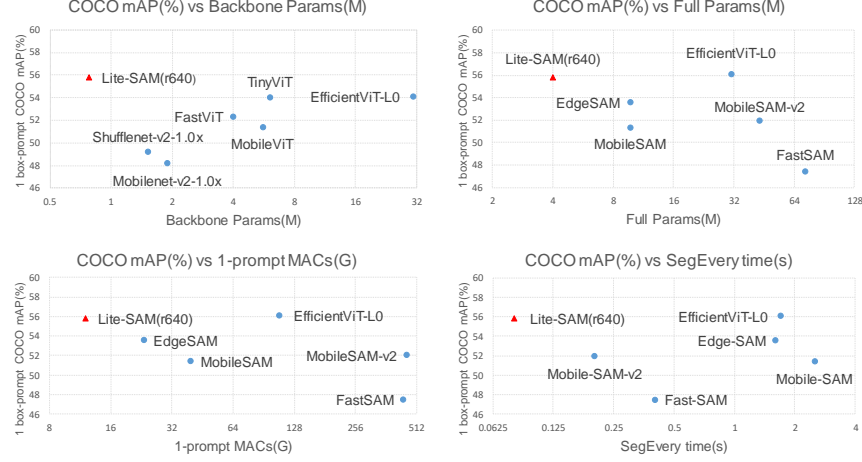 COCO mAP(%) vs Backbone Params(M)
1 box-prompt COCO mAP(%)
60
58
56
54
52
50
48
46
Lite-SAM(r640)
TinyViT
EfficientViT-L0
FastViT
Shufflenet-v2-1.0x
MobileViT
Mobilenet-v2-1.0x
0.5 1 2 4 8 16 32
Backbone Params(M)
COCO mAP(%) vs Full Params(M)
1 box-prompt COCO mAP(%)
60
58
56
54
52
50
48
46
EfficientViT-L0
Lite-SAM(r640)
EdgeSAM
MobileSAM-v2
MobileSAM
FastSAM
2 4 8 16 32 64 128
Full Params(M)
COCO mAP(%) vs 1-prompt MACs(G)
1 box-prompt COCO mAP(%)
60
58
56
54
52
50
48
46
Lite-SAM(r640)
EfficientViT-L0
EdgeSAM
MobileSAM
MobileSAM-v2
FastSAM
8 16 32 64 128 256 512
1-prompt MACs(G)
COCO mAP(%) vs SegEvery time(s)
1 box-prompt COCO mAP(%)
60
58
56
54
52
50
48
46
Lite-SAM(r640)
EfficientViT-L0
Edge-SAM
Mobile-SAM-v2
Mobile-SAM
Fast-SAM
0.0625 0.125 0.25 0.5 1 2 4
SegEvery time(s)